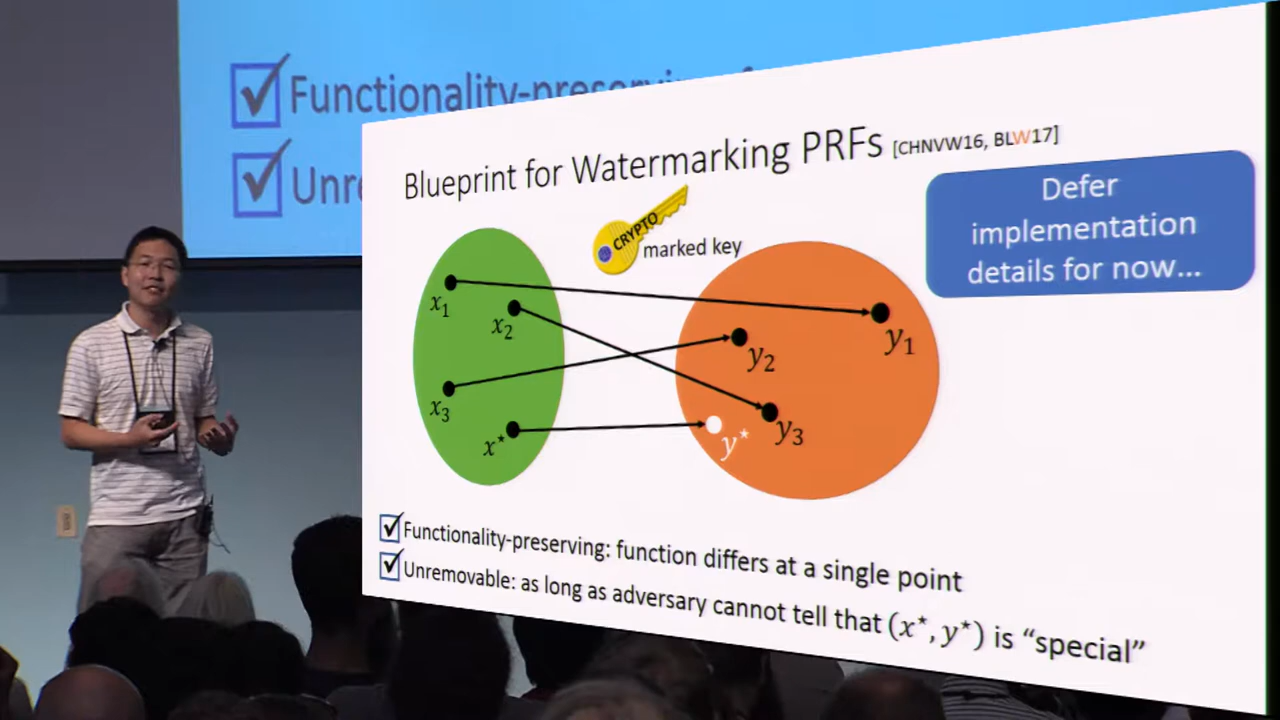 Functionality-preserving
Unre
Blueprint for Watermarking PRFs [CHNVW16, BLW17]
Defer
implementation
details for now...
CRYPTO
marked key
x₁
x₂
x₃
x*
y₁
y₂
y₃
y*
Functionality-preserving: function differs at a single point
Unremovable: as long as adversary cannot tell that (x*, y*) is “special”